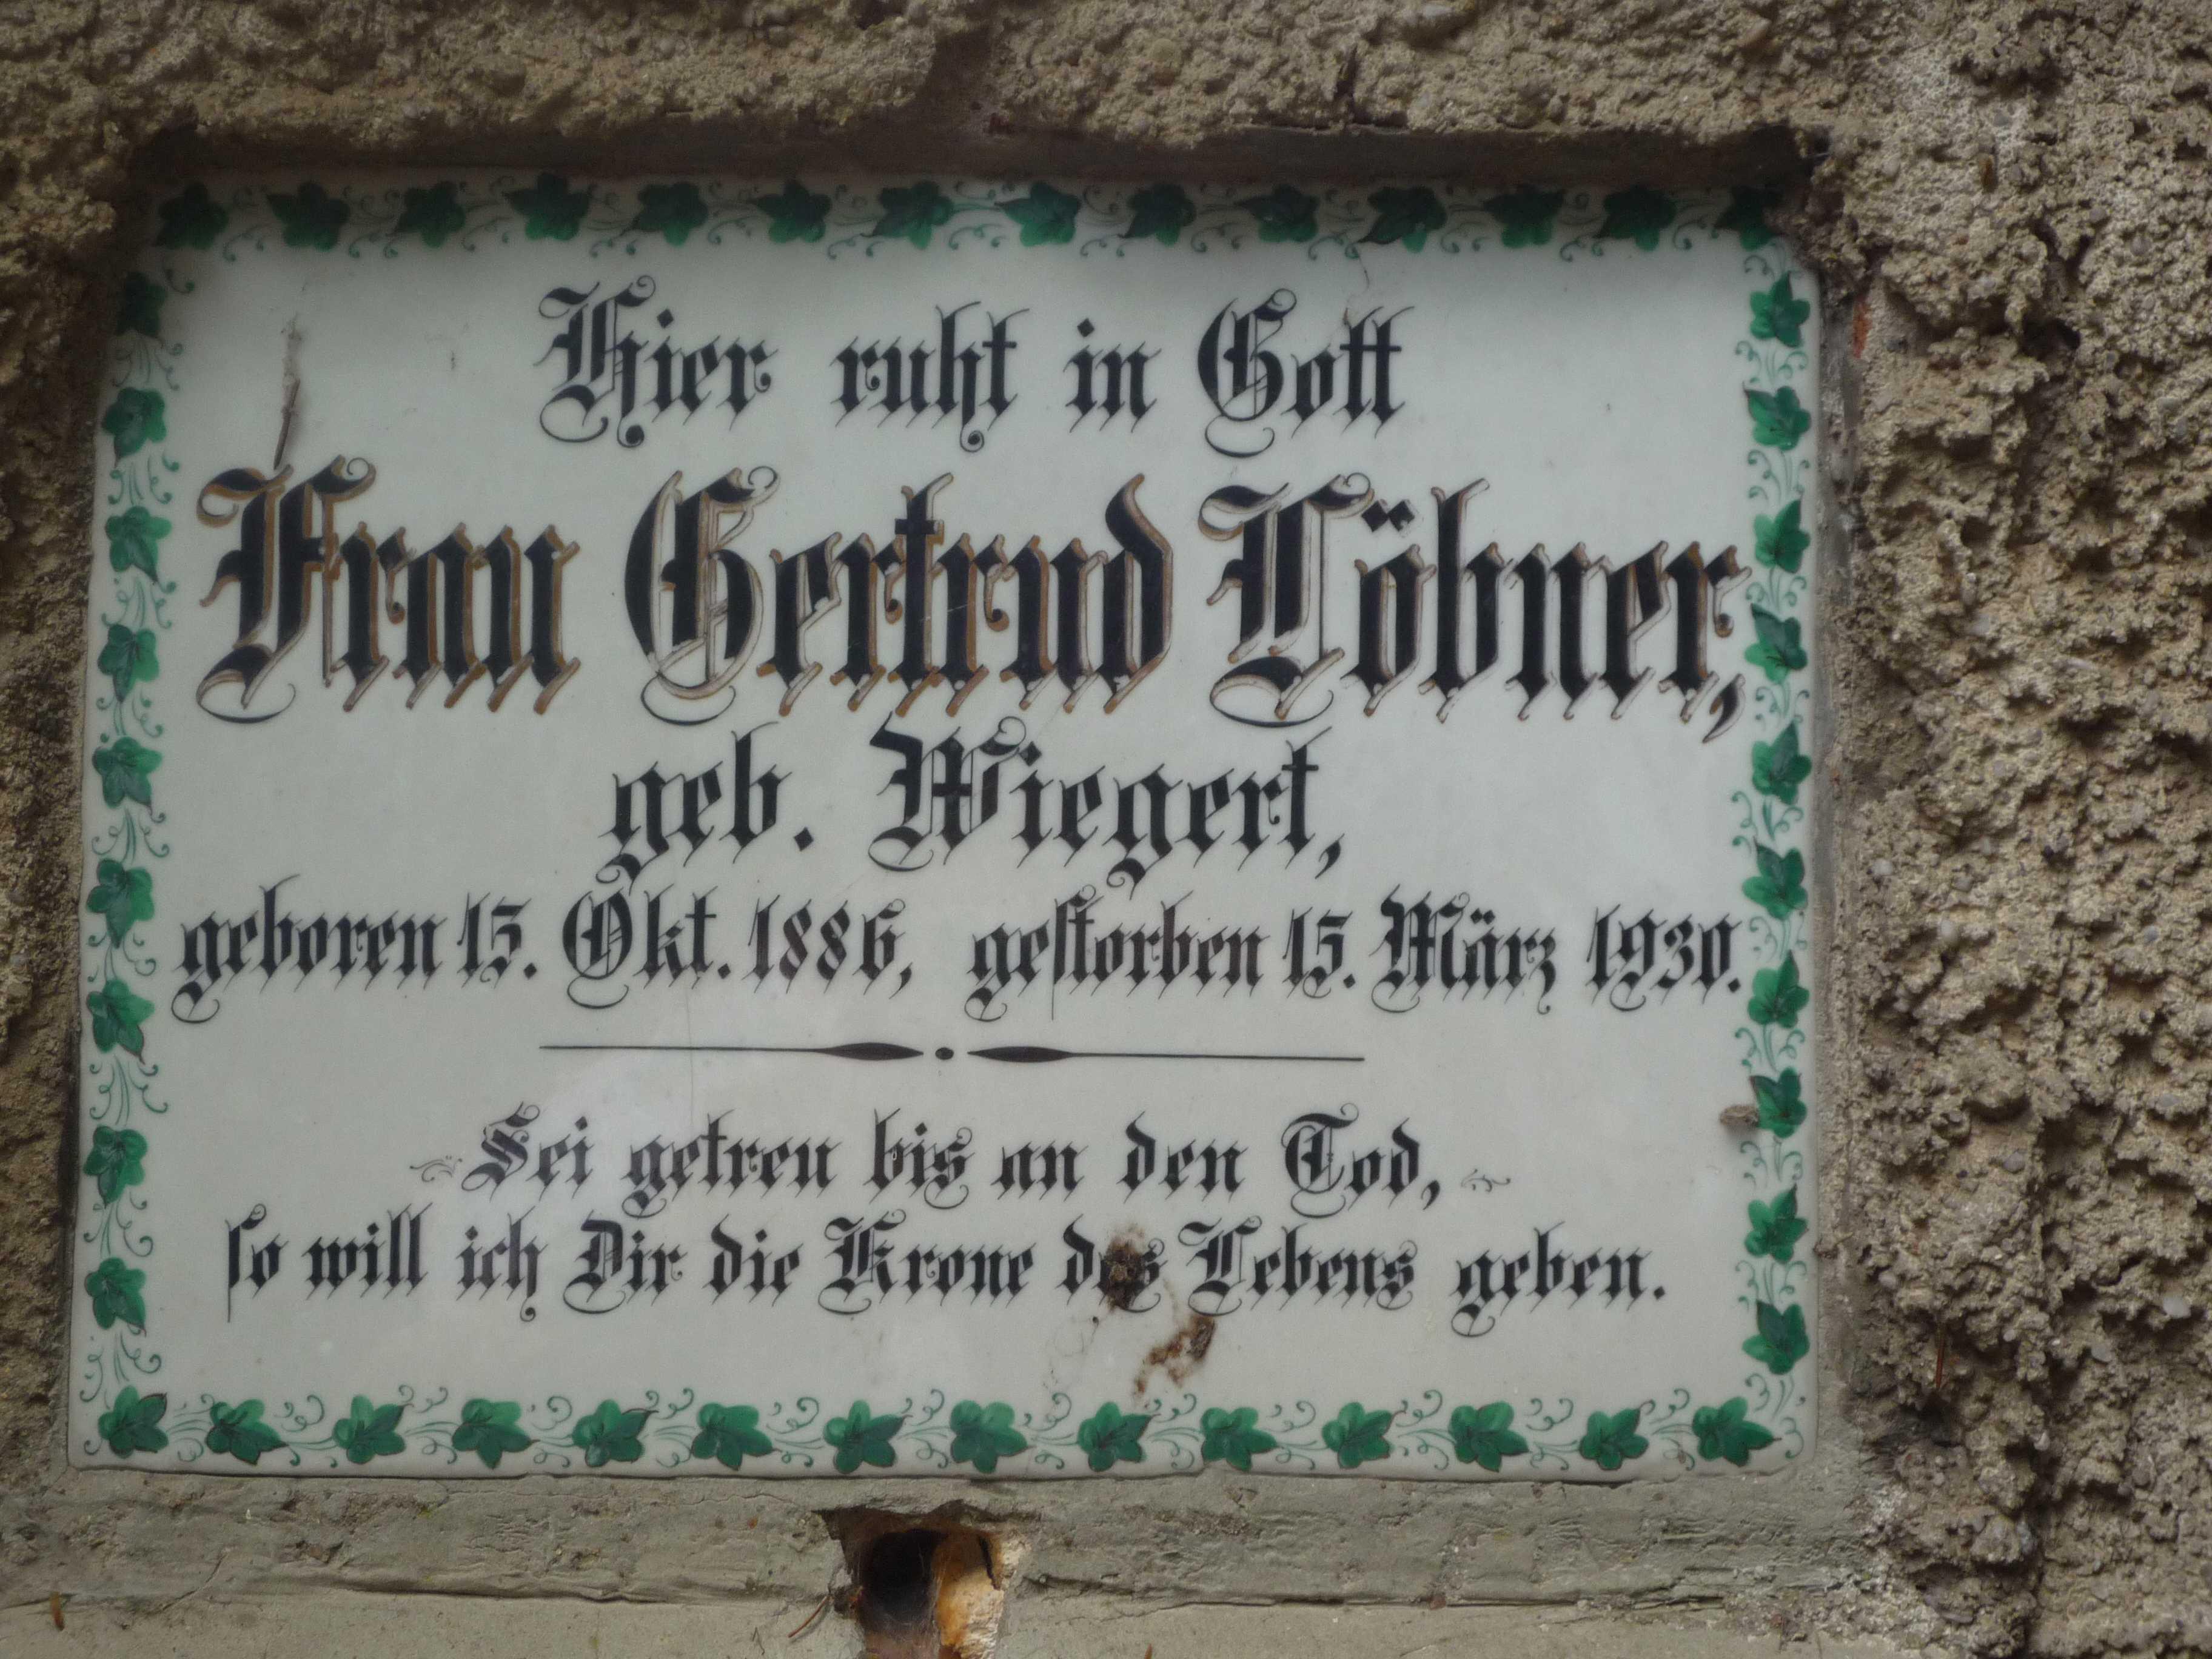 Hier ruht in Gott
Frau Gertrud Löbner,
geb. Wiegert,
geboren 15. Okt. 1886, gestorben 15. März 1930.
Sei getreu bis an den Tod,
so will ich Dir die Krone des Lebens geben.